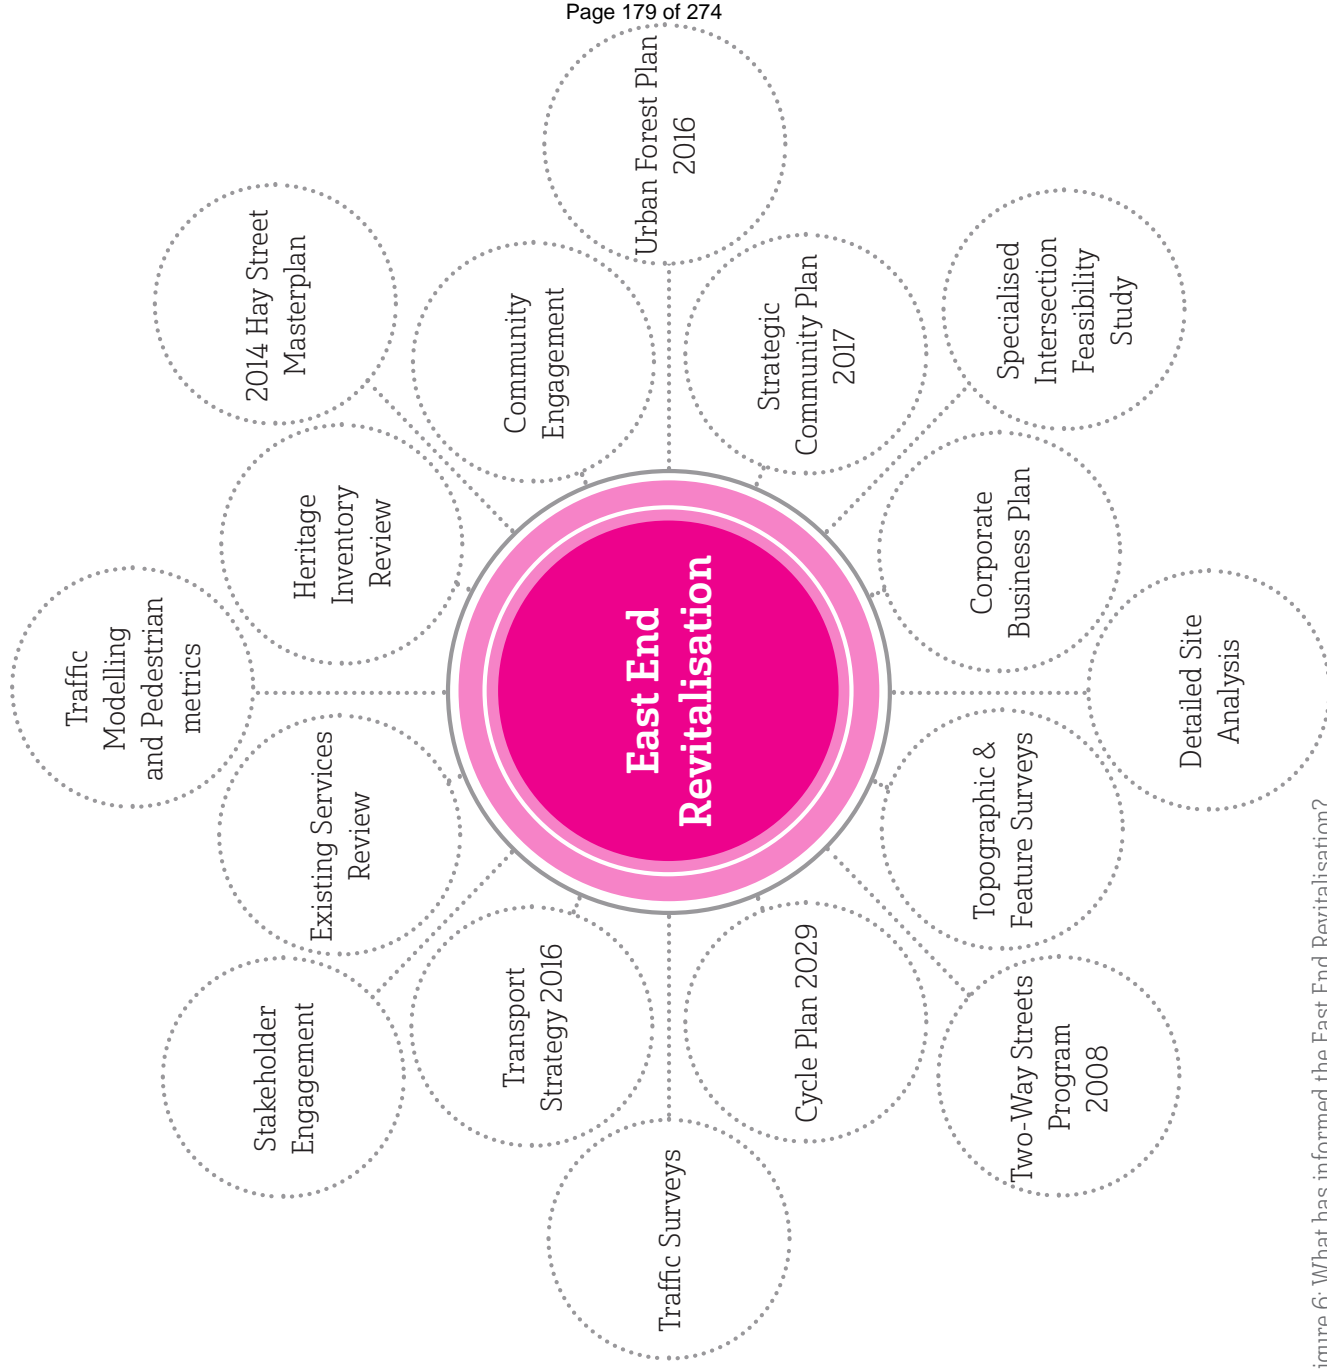 Page 179 of 274
Traffic
Modelling
and Pedestrian
metrics
2014 Hay Street
Masterplan
Heritage
Inventory
Review
Community
Engagement
Urban Forest Plan
2016
Strategic
Community Plan
2017
Specialised
Intersection
Feasibility
Study
Corporate
Business Plan
Detailed Site
Analysis
Topographic &
Feature Surveys
Two-Way Streets
Program
2008
Cycle Plan 2029
Traffic Surveys
Transport
Strategy 2016
Stakeholder
Engagement
Existing Services
Review
East End
Revitalisation
igure 6: What has informed the East End Revitalisation?